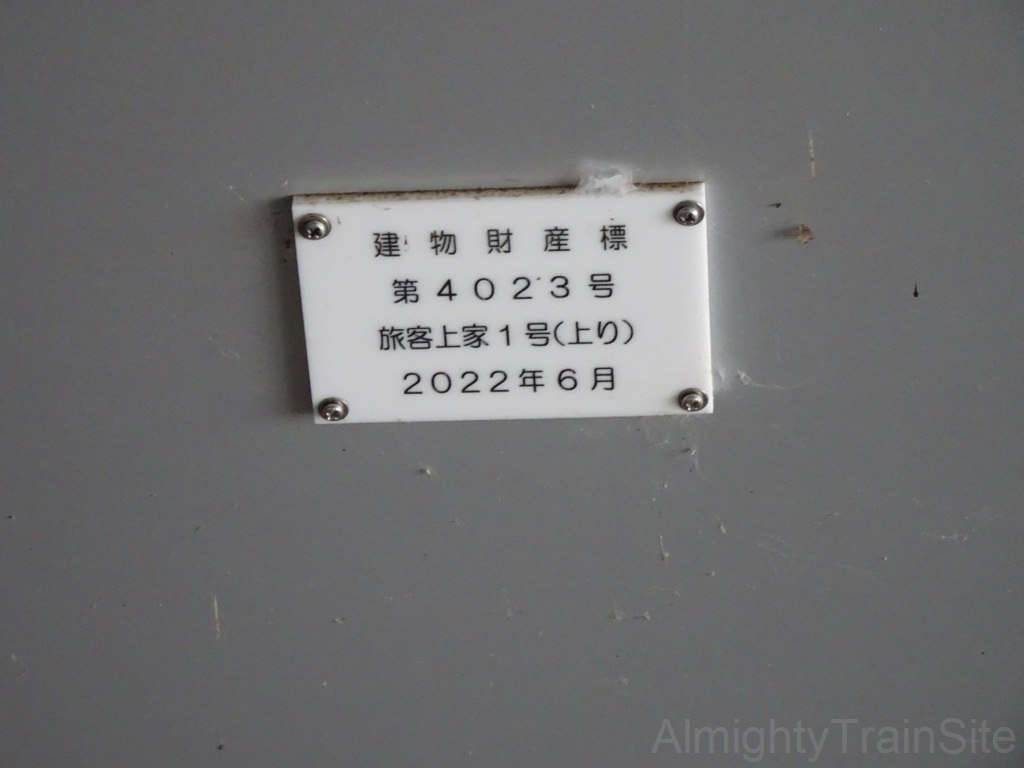 建物財産標
第4023号
旅客上家1号(上り)
2022年6月
AlmightyTrainSite